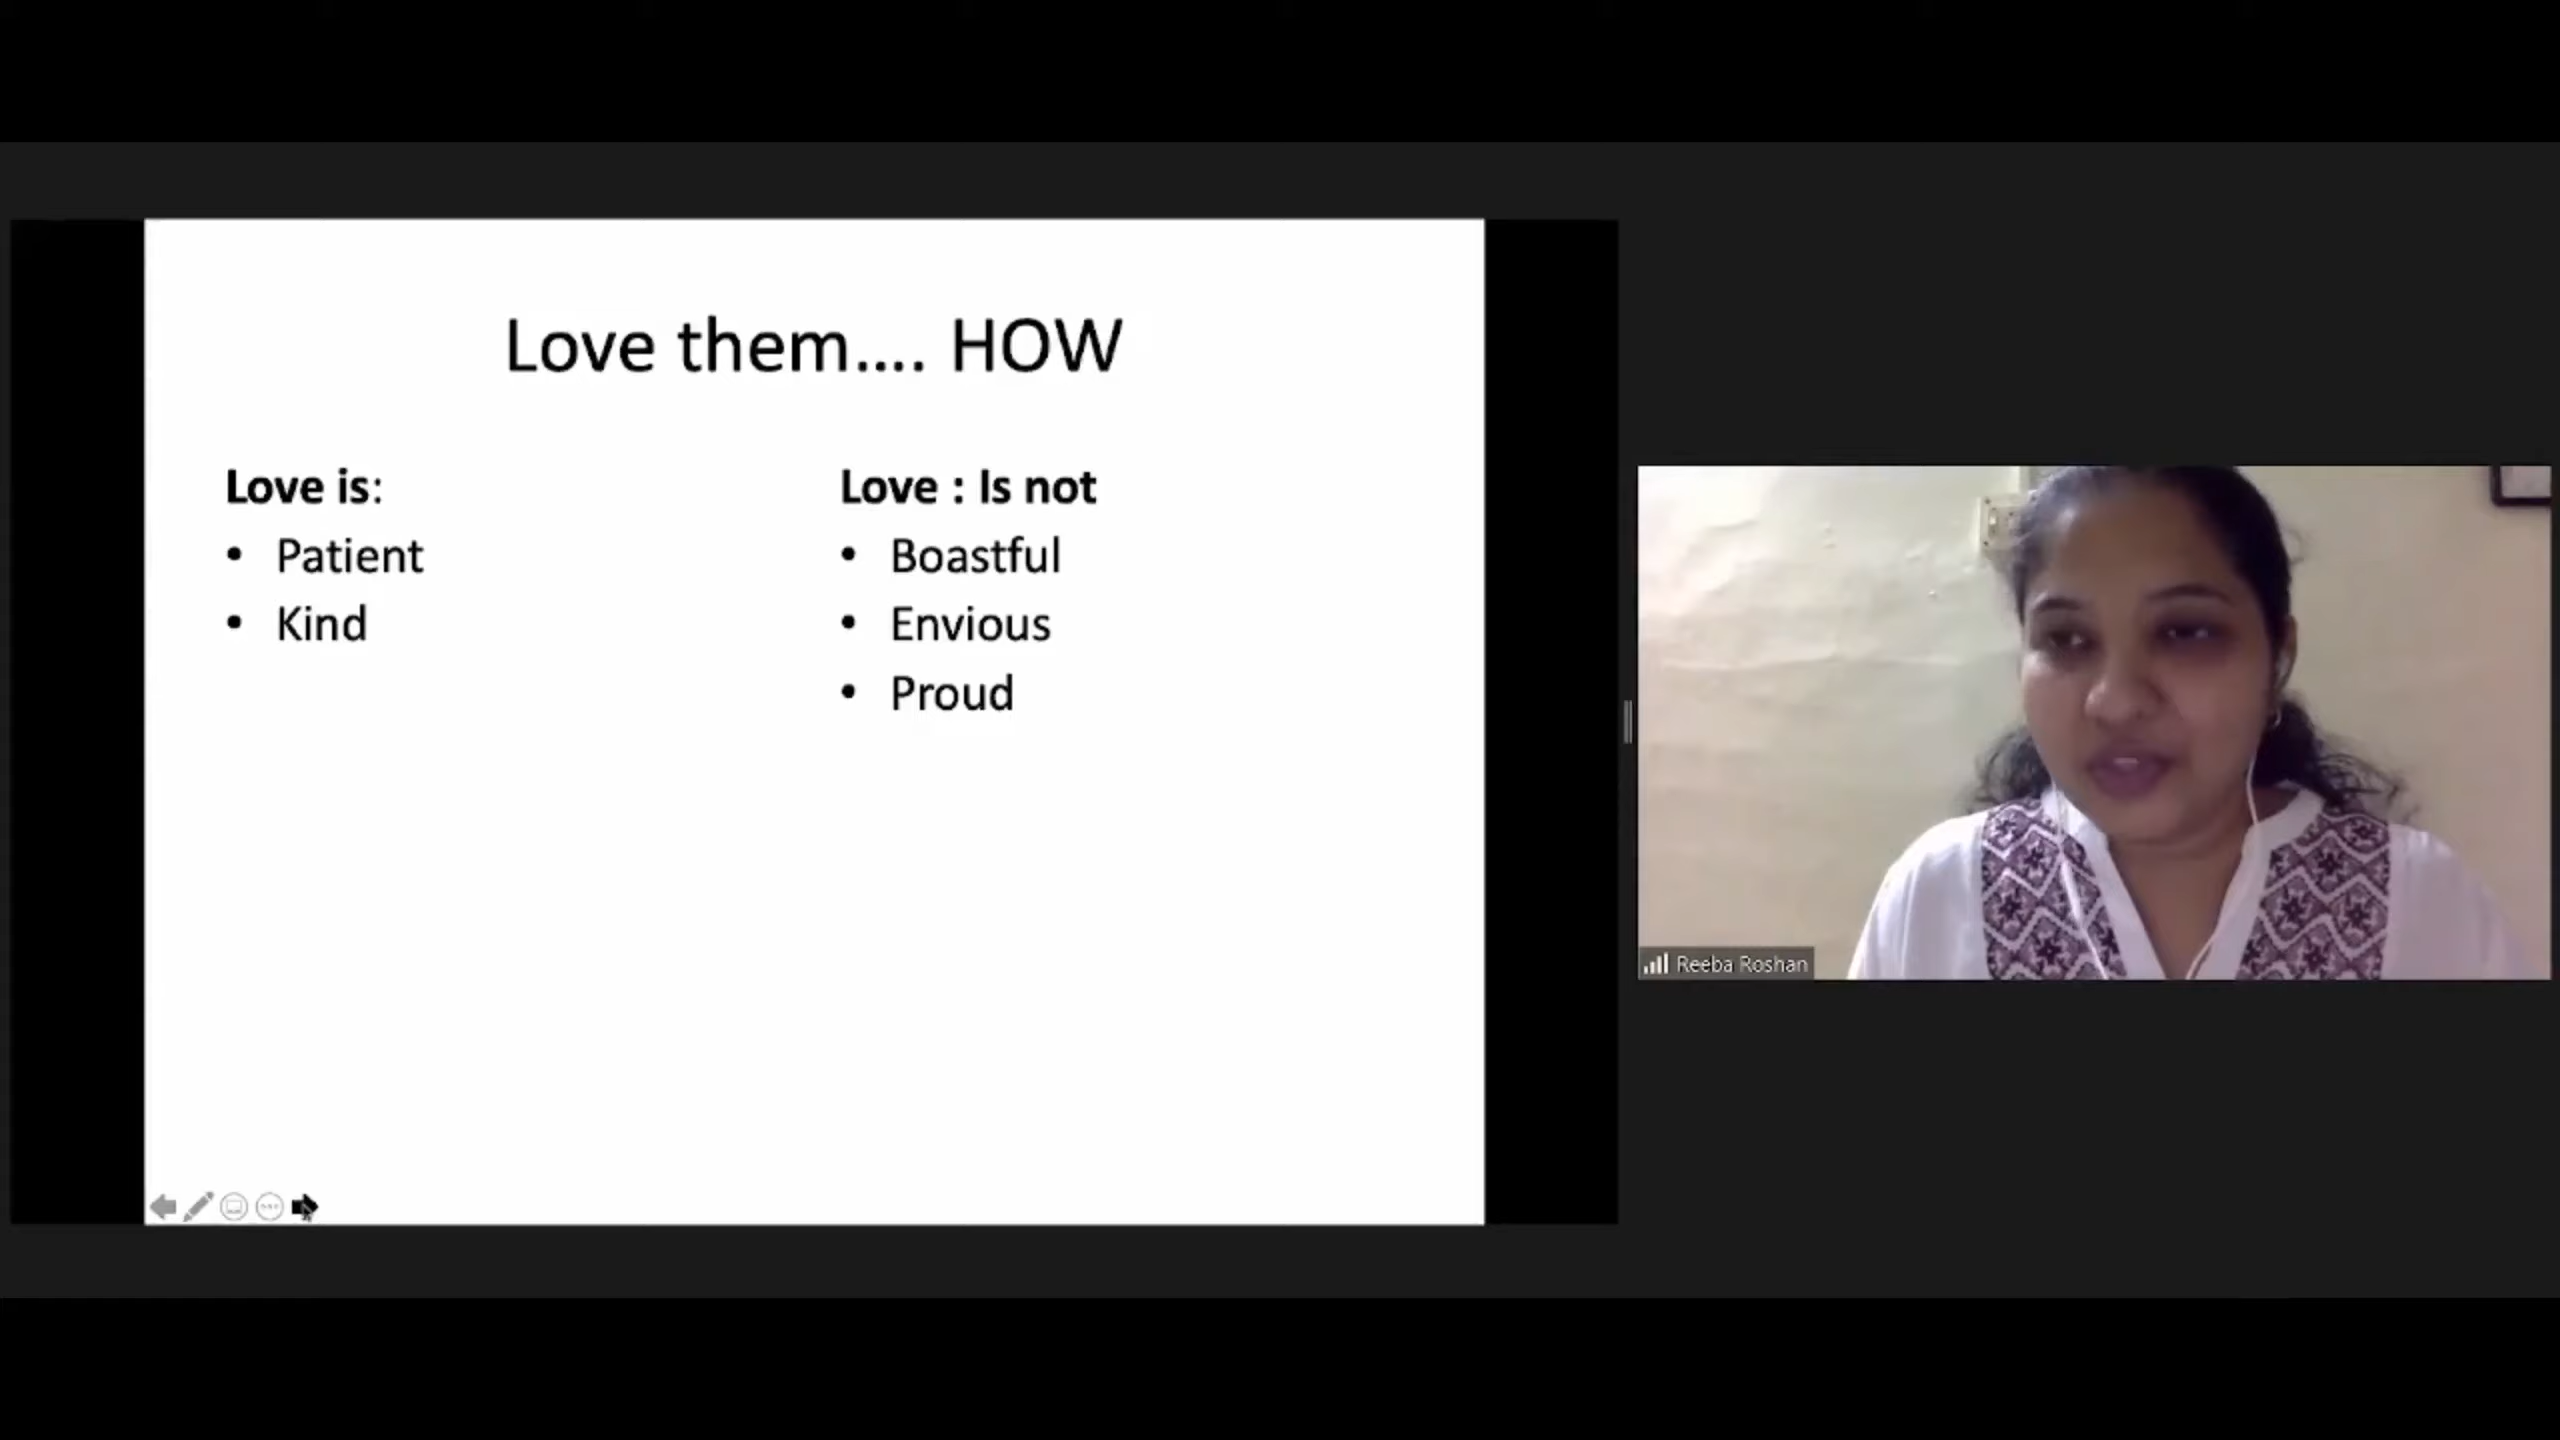 Love them.... HOW
Love is:
• Patient
• Kind
Love : Is not
• Boastful
• Envious
• Proud
Reeba Roshan